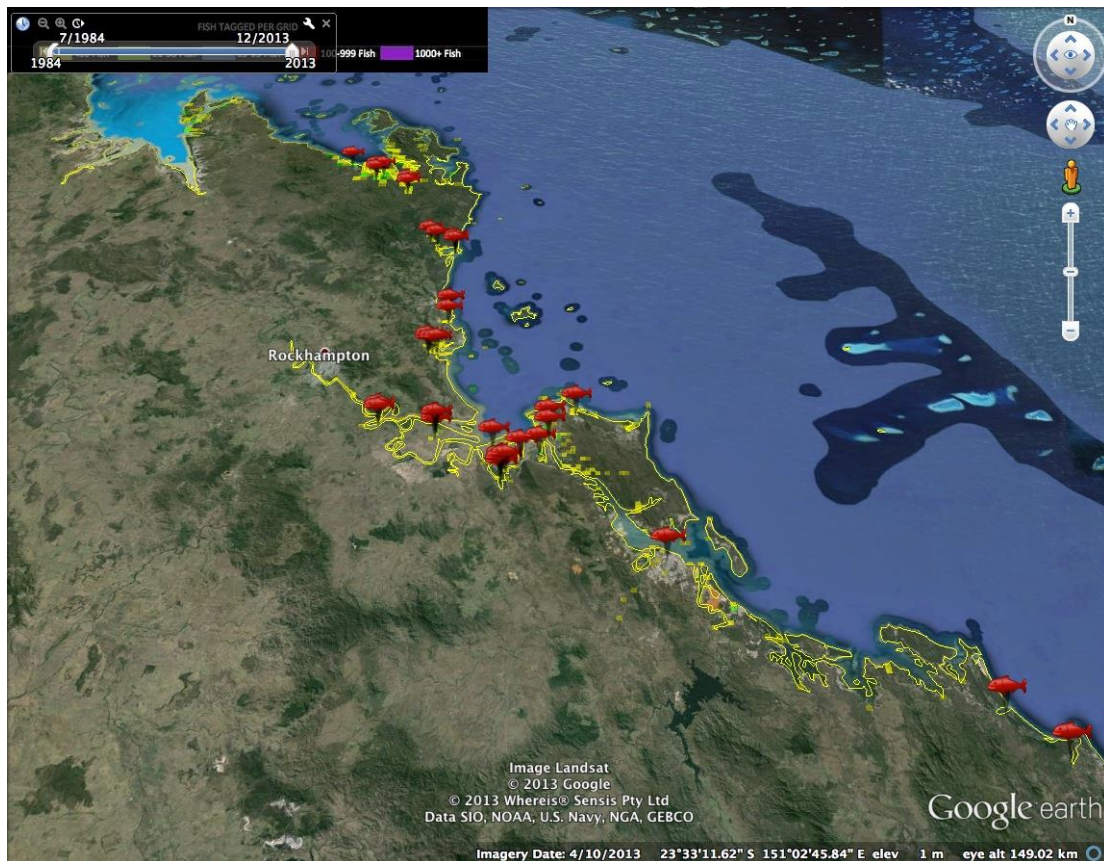 FISH TAGGED PER GRID
7/1984 12/2013
1984 2013
-999 Fish 1000+ Fish
N
Rockhampton
Image Landsat
© 2013 Google
© 2013 Whereis® Sensis Pty Ltd
Data SIO, NOAA, U.S. Navy, NGA, GEBCO
Google earth
Imagery Date: 4/10/2013 23°33'11.62" S 151°02'45.84" E elev 1 m eye alt 149.02 km